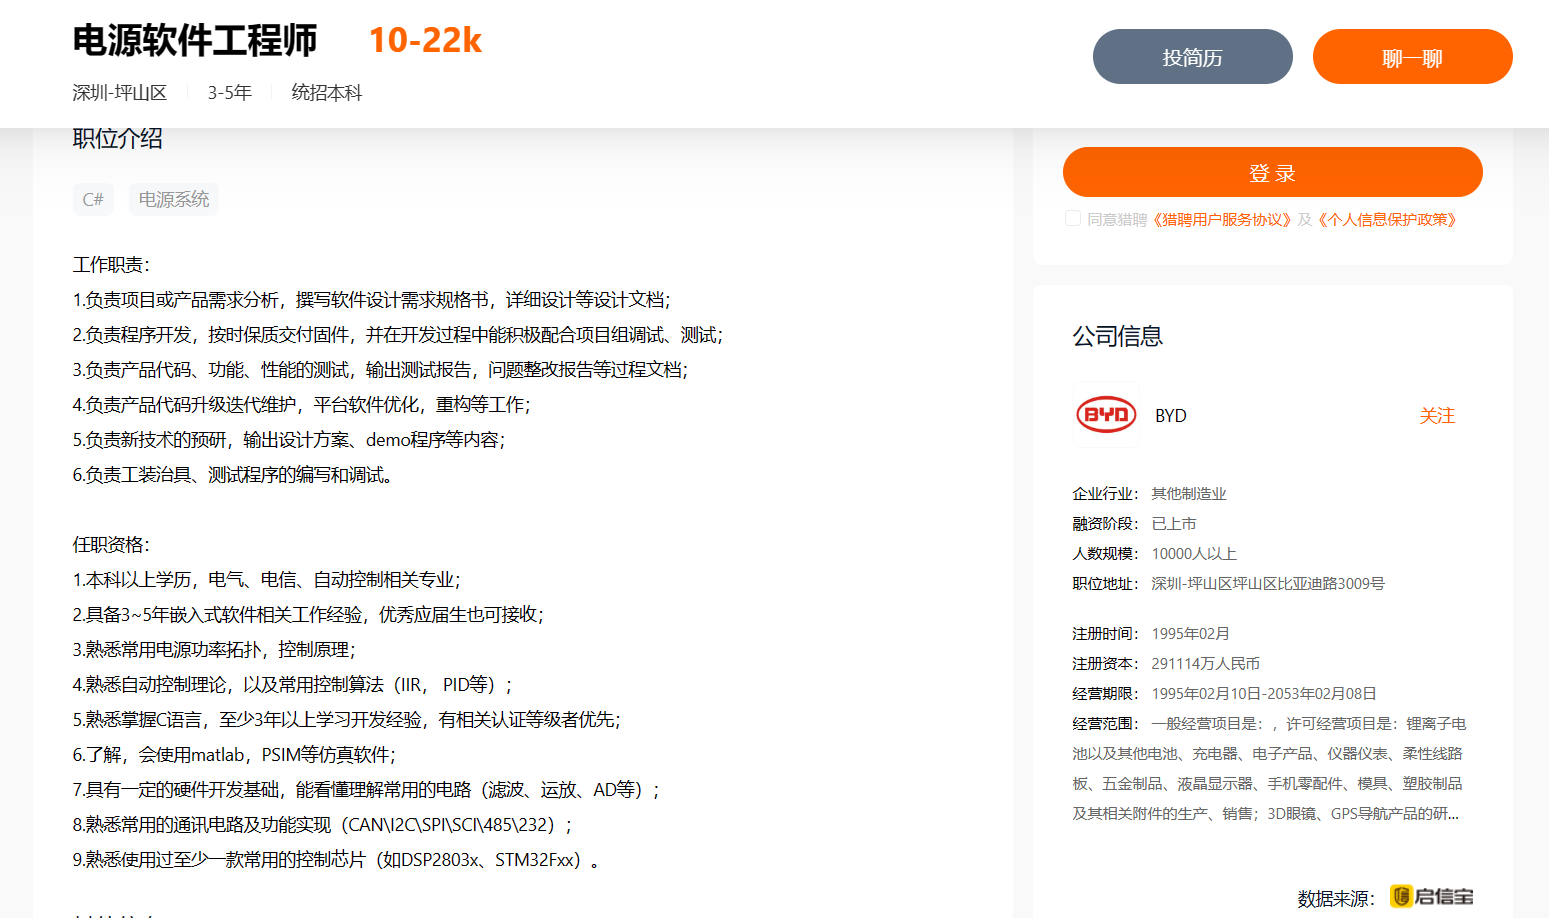 电源软件工程师 10-22k
深圳-坪山区 3-5年 统招本科
投简历 聊一聊
职位介绍
C# 电源系统
工作职责：
1.负责项目或产品需求分析，撰写软件设计需求规格书，详细设计等设计文档；
2.负责程序开发，按时保质交付固件，并在开发过程中能积极配合项目组调试、测试；
3.负责产品代码、功能、性能的测试，输出测试报告，问题整改报告等过程文档；
4.负责产品代码升级迭代维护，平台软件优化，重构等工作；
5.负责新技术的预研，输出设计方案、demo程序等内容；
6.负责工装治具、测试程序的编写和调试。
任职资格：
1.本科以上学历，电气、电信、自动控制相关专业；
2.具备3~5年嵌入式软件相关工作经验，优秀应届生也可接收；
3.熟悉常用电源功率拓扑，控制原理；
4.熟悉自动控制理论，以及常用控制算法（IIR， PID等）；
5.熟悉掌握C语言，至少3年以上学习开发经验，有相关认证等级者优先；
6.了解，会使用matlab，PSIM等仿真软件；
7.具有一定的硬件开发基础，能看懂理解常用的电路（滤波、运放、AD等）；
8.熟悉常用的通讯电路及功能实现（CAN\I2C\SPI\SCI\485\232）；
9.熟悉使用过至少一款常用的控制芯片（如DSP2803x、STM32Fxx）。
登 录
同意猎聘《猎聘用户服务协议》及《个人信息保护政策》
公司信息
BYD BYD 关注
企业行业： 其他制造业
融资阶段： 已上市
人数规模： 10000人以上
职位地址： 深圳-坪山区坪山区比亚迪路3009号
注册时间： 1995年02月
注册资本： 291114万人民币
经营期限： 1995年02月10日-2053年02月08日
经营范围： 一般经营项目是：，许可经营项目是：锂离子电
池以及其他电池、充电器、电子产品、仪器仪表、柔性线路
板、五金制品、液晶显示器、手机零配件、模具、塑胶制品
及其相关附件的生产、销售；3D眼镜、GPS导航产品的研...
数据来源： 启信宝